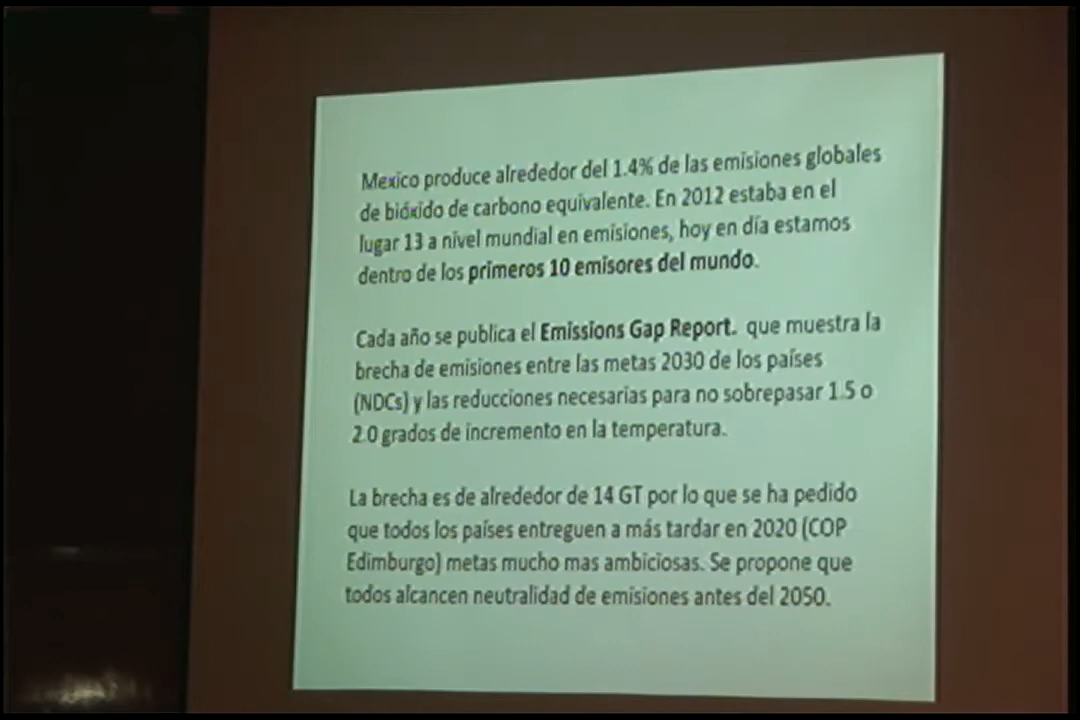 Mexico produce alrededor del 1.4% de las emisiones globales
de bióxido de carbono equivalente. En 2012 estaba en el
lugar 13 a nivel mundial en emisiones, hoy en día estamos
dentro de los primeros 10 emisores del mundo.
Cada año se publica el Emissions Gap Report. que muestra la
brecha de emisiones entre las metas 2030 de los países
(NDCs) y las reducciones necesarias para no sobrepasar 1.5 o
2.0 grados de incremento en la temperatura.
La brecha es de alrededor de 14 GT por lo que se ha pedido
que todos los países entreguen a más tardar en 2020 (COP
Edimburgo) metas mucho mas ambiciosas. Se propone que
todos alcancen neutralidad de emisiones antes del 2050.